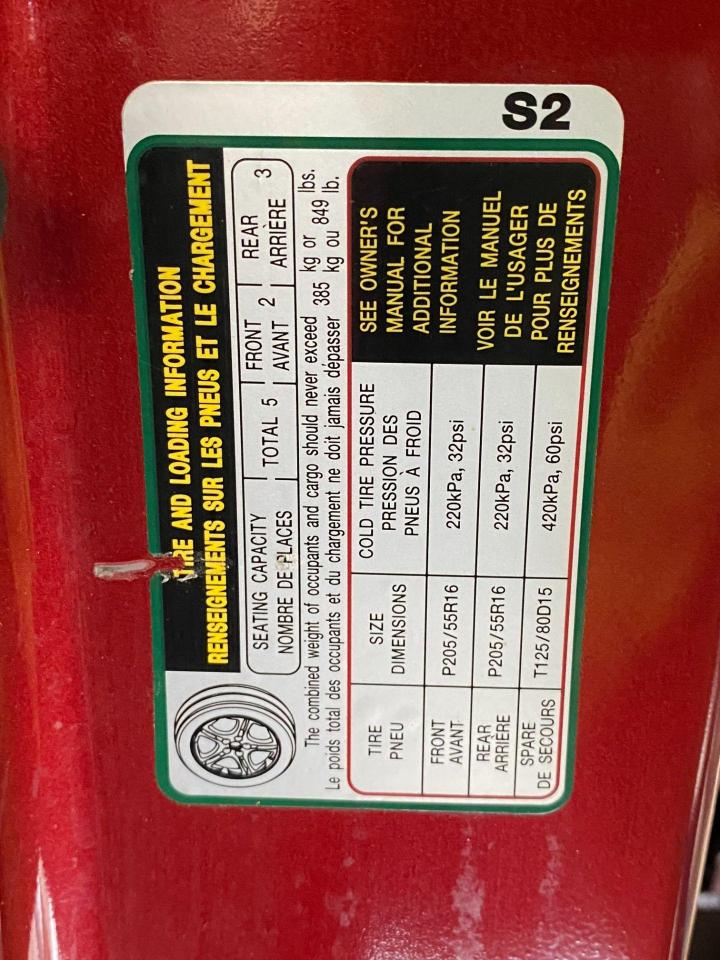 S2
TIRE AND LOADING INFORMATION
RENSEIGNEMENTS SUR LES PNEUS ET LE CHARGEMENT
SEATING CAPACITY
NOMBRE DE PLACES
TOTAL 5
FRONT
AVANT 2
REAR
ARRIÈRE 3
The combined weight of occupants and cargo should never exceed 385 kg or 849 lbs.
Le poids total des occupants et du chargement ne doit jamais dépasser 385 kg ou 849 lb.
TIRE
PNEU
SIZE
DIMENSIONS
COLD TIRE PRESSURE
PRESSION DES
PNEUS À FROID
FRONT
AVANT
P205/55R16
220kPa, 32psi
REAR
ARRIÈRE
P205/55R16
220kPa, 32psi
SPARE
DE SECOURS
T125/80D15
420kPa, 60psi
SEE OWNER'S
MANUAL FOR
ADDITIONAL
INFORMATION
VOIR LE MANUEL
DE L'USAGER
POUR PLUS DE
RENSEIGNEMENTS